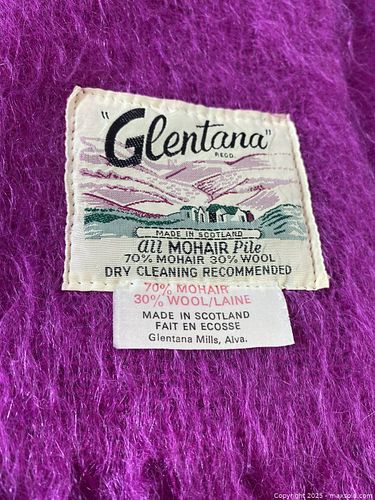 "Glentana"
REGD.
MADE IN SCOTLAND
all MOHAIR Pile
70% MOHAIR 30% WOOL
DRY CLEANING RECOMMENDED
70% MOHAIR
30% WOOL/LAINE
MADE IN SCOTLAND
FAIT EN ECOSSE
Glentana Mills, Alva.
Copyright 2025 - maxsold.com